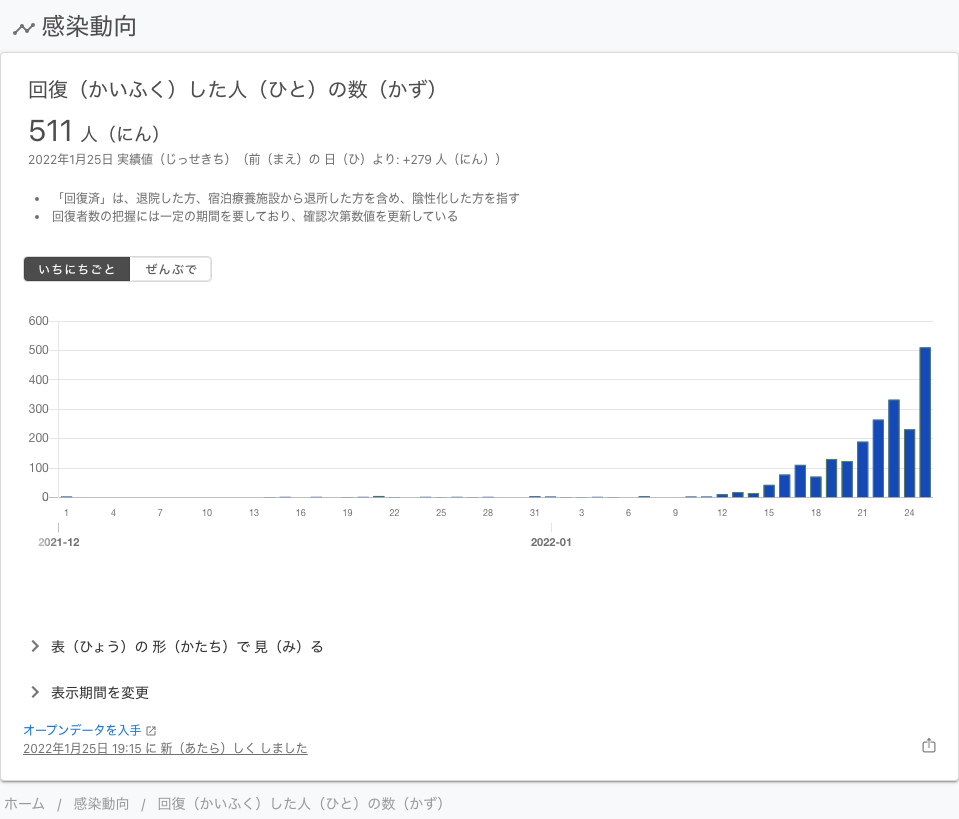 感染動向
回復（かいふく）した人（ひと）の数（かず）
511 人（にん）
2022年1月25日 実績値（じっせきち）（前（まえ）の 日（ひ）より: +279 人（にん））
• 「回復済」は、退院した方、宿泊療養施設から退所した方を含め、陰性化した方を指す
• 回復者数の把握には一定の期間を要しており、確認次第数値を更新している
いちにちごと ぜんぶで
600
500
400
300
200
100
0
1 4 7 10 13 16 19 22 25 28 31 3 6 9 12 15 18 21 24
2021-12 2022-01
表（ひょう）の 形（かたち）で 見（み）る
表示期間を変更
オープンデータを入手
2022年1月25日 19:15 に 新（あたら）しく しました
ホーム / 感染動向 / 回復（かいふく）した人（ひと）の数（かず）